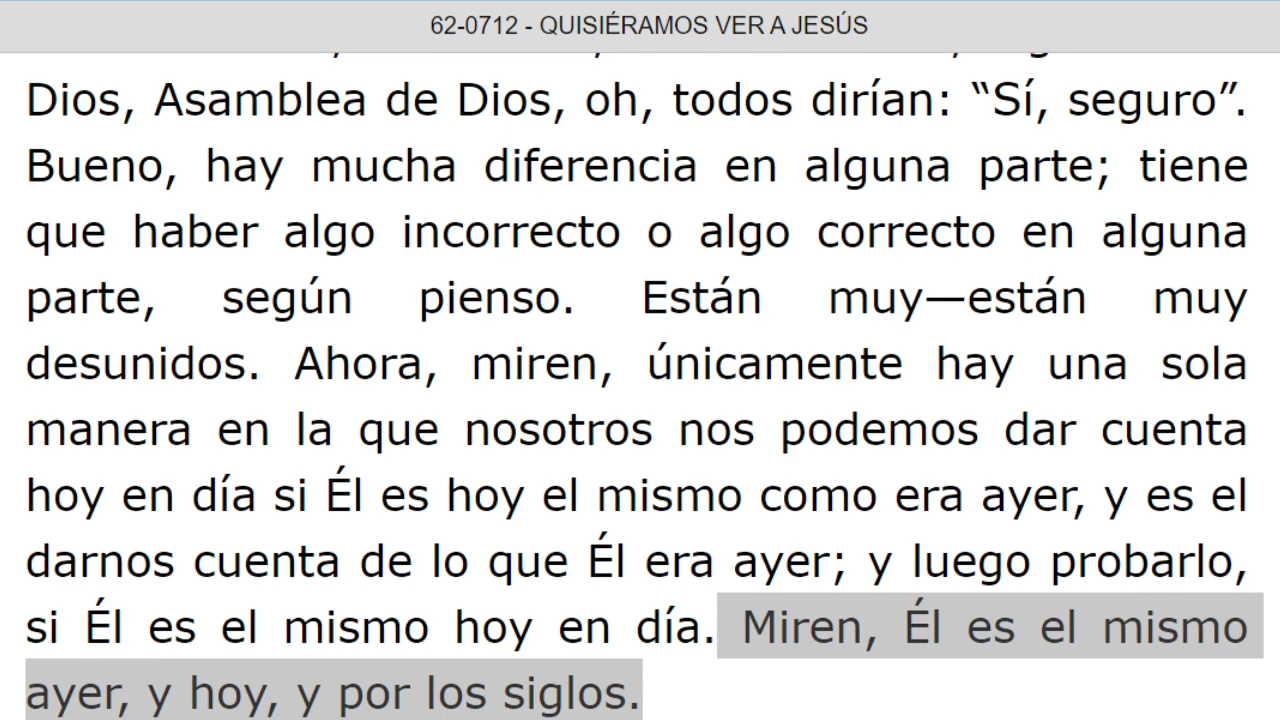 62-0712 - QUISIÉRAMOS VER A JESÚS
Dios, Asamblea de Dios, oh, todos dirían: “Sí, seguro”.
Bueno, hay mucha diferencia en alguna parte; tiene
que haber algo incorrecto o algo correcto en alguna
parte, según pienso. Están muy—están muy
desunidos. Ahora, miren, únicamente hay una sola
manera en la que nosotros nos podemos dar cuenta
hoy en día si Él es hoy el mismo como era ayer, y es el
darnos cuenta de lo que Él era ayer; y luego probarlo,
si Él es el mismo hoy en día. Miren, Él es el mismo
ayer, y hoy, y por los siglos.